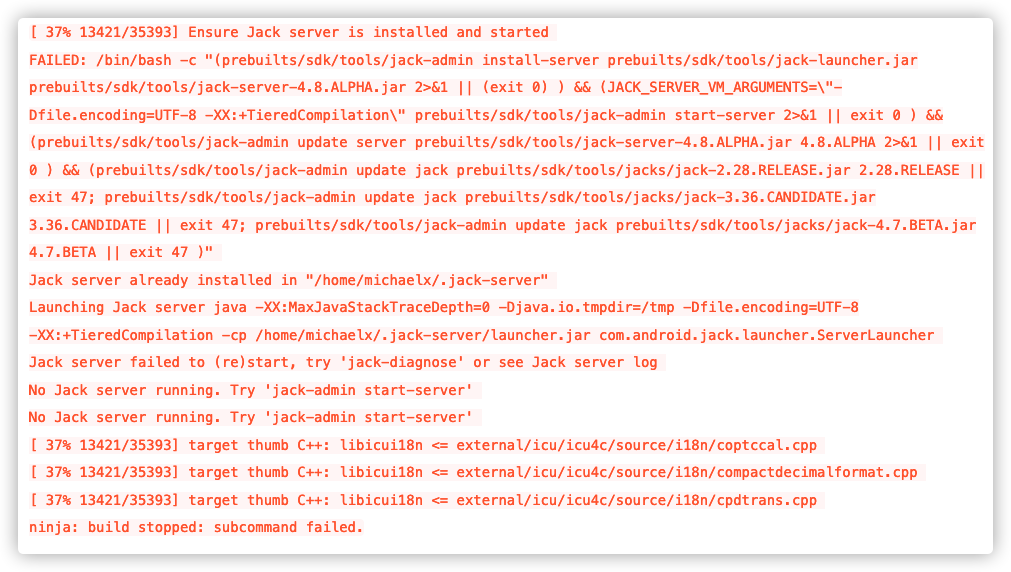 [ 37% 13421/35393] Ensure Jack server is installed and started
FAILED: /bin/bash -c "(prebuilts/sdk/tools/jack-admin install-server prebuilts/sdk/tools/jack-launcher.jar
prebuilts/sdk/tools/jack-server-4.8.ALPHA.jar 2>&1 || (exit 0) ) && (JACK_SERVER_VM_ARGUMENTS=\"-
Dfile.encoding=UTF-8 -XX:+TieredCompilation\" prebuilts/sdk/tools/jack-admin start-server 2>&1 || exit 0 ) &&
(prebuilts/sdk/tools/jack-admin update server prebuilts/sdk/tools/jack-server-4.8.ALPHA.jar 4.8.ALPHA 2>&1 || exit
0 ) && (prebuilts/sdk/tools/jack-admin update jack prebuilts/sdk/tools/jacks/jack-2.28.RELEASE.jar 2.28.RELEASE ||
exit 47; prebuilts/sdk/tools/jack-admin update jack prebuilts/sdk/tools/jacks/jack-3.36.CANDIDATE.jar
3.36.CANDIDATE || exit 47; prebuilts/sdk/tools/jack-admin update jack prebuilts/sdk/tools/jacks/jack-4.7.BETA.jar
4.7.BETA || exit 47 )"
Jack server already installed in "/home/michaelx/.jack-server"
Launching Jack server java -XX:MaxJavaStackTraceDepth=0 -Djava.io.tmpdir=/tmp -Dfile.encoding=UTF-8
-XX:+TieredCompilation -cp /home/michaelx/.jack-server/launcher.jar com.android.jack.launcher.ServerLauncher
Jack server failed to (re)start, try 'jack-diagnose' or see Jack server log
No Jack server running. Try 'jack-admin start-server'
No Jack server running. Try 'jack-admin start-server'
[ 37% 13421/35393] target thumb C++: libicui18n <= external/icu/icu4c/source/i18n/coptccal.cpp
[ 37% 13421/35393] target thumb C++: libicui18n <= external/icu/icu4c/source/i18n/compactdecimalformat.cpp
[ 37% 13421/35393] target thumb C++: libicui18n <= external/icu/icu4c/source/i18n/cpdtrans.cpp
ninja: build stopped: subcommand failed.